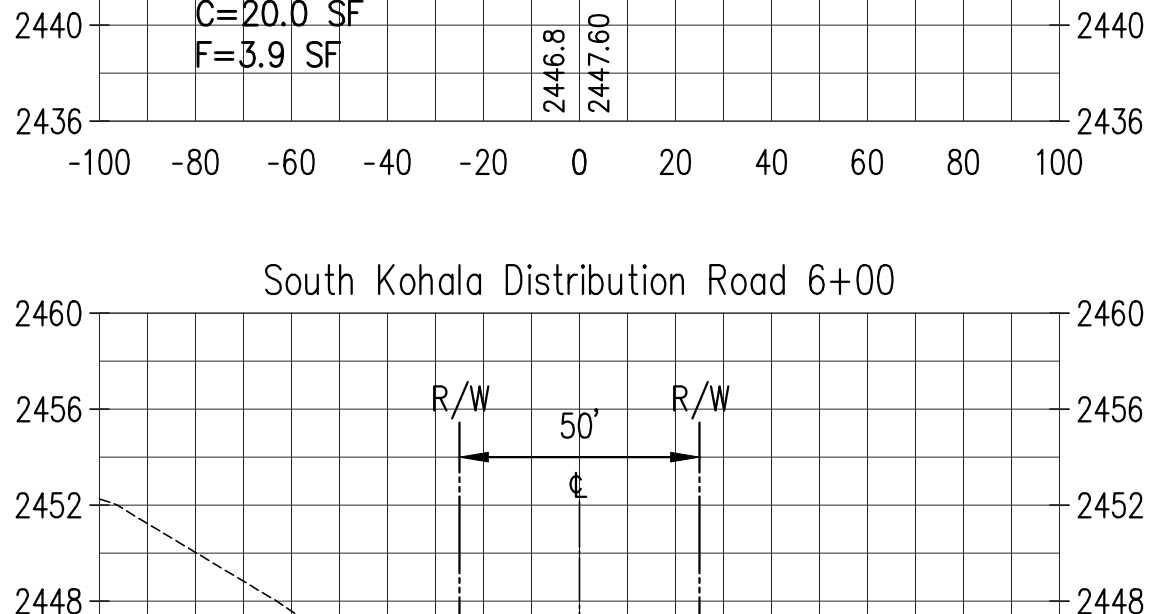 C=20.0 SF
2440 2440
F=3.9 SF
2446.8
2447.60
2436 2436
-100 -80 -60 -40 -20 0 20 40 60 80 100
South Kohala Distribution Road 6+00
2460 2460
R/W R/W
2456 2456
50'
℄
2452 2452
2448 2448